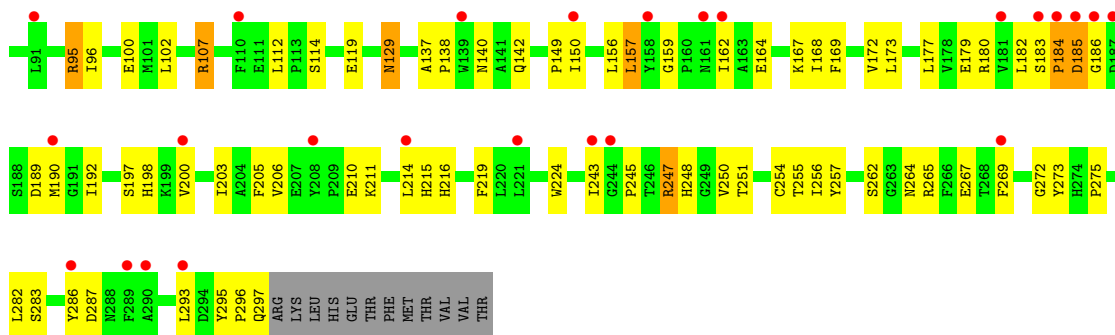 L91 R95 I96 E100 M101 L102 R107 F110 E111 L112 P113 S114 E119 N129 A137 P138 W139 N140 A141 Q142 P149 I150 L156 L157 Y158 G159 P160 N161 I162 A163 E164 K167 I168 F169 V172 L173 L177 V178 E179 R180 V181 L182 S183 P184 D185 G186 D187
S188 D189 M190 G191 I192 S197 H198 K199 V200 I203 A204 F205 V206 E207 Y208 P209 E210 K211 L214 H215 H216 F219 L220 L221 W224 I243 G244 P245 T246 R247 H248 G249 V250 T251 C254 T255 I256 Y257 S262 G263 N264 R265 F266 E267 T268 F269 G272 Y273 H274 P275
L282 S283 Y286 D287 N288 F289 A290 L293 D294 Y295 P296 Q297 ARG LYS LEU HIS GLU THR PHE MET THR VAL VAL THR